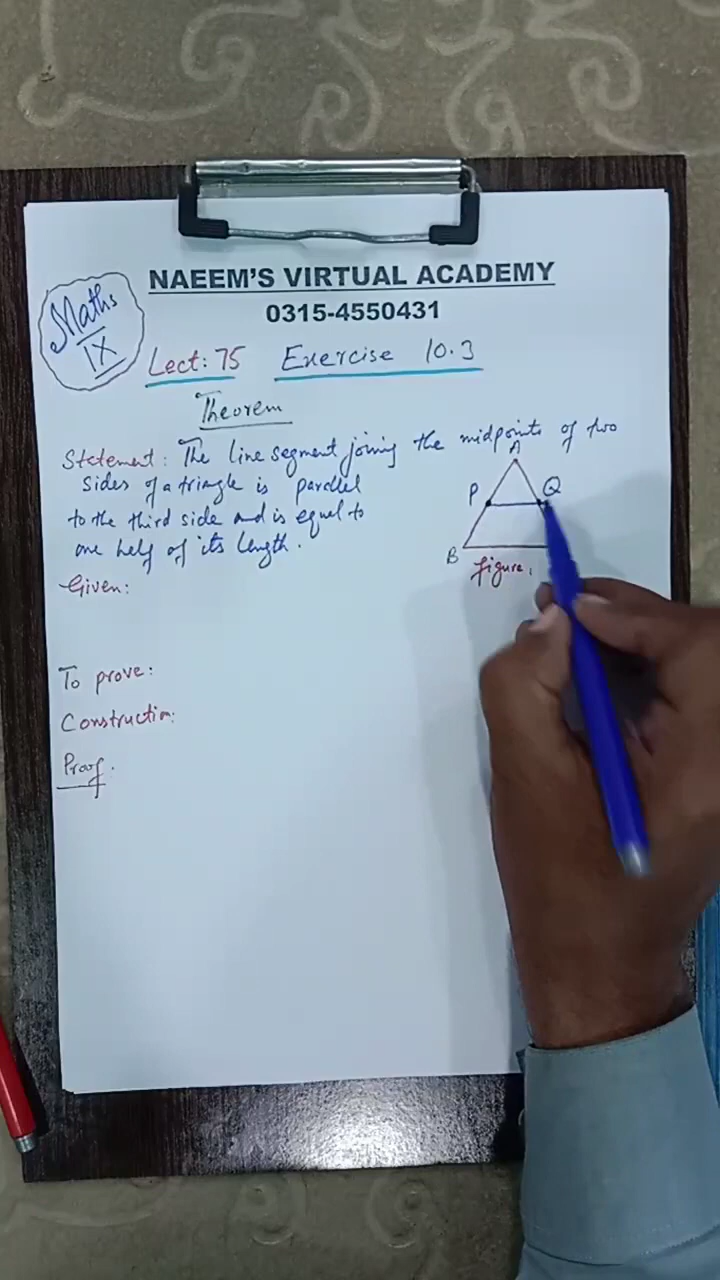 NAEEM'S VIRTUAL ACADEMY
0315-4550431
Maths
IX
Lect: 75 Exercise 10.3
Theorem
Statement: The line segment joining the midpoints of two
sides of a triangle is parallel
to the third side and is equal to
one half of its length.
A
P Q
B
figure.
Given:
To prove:
Construction:
Proof.